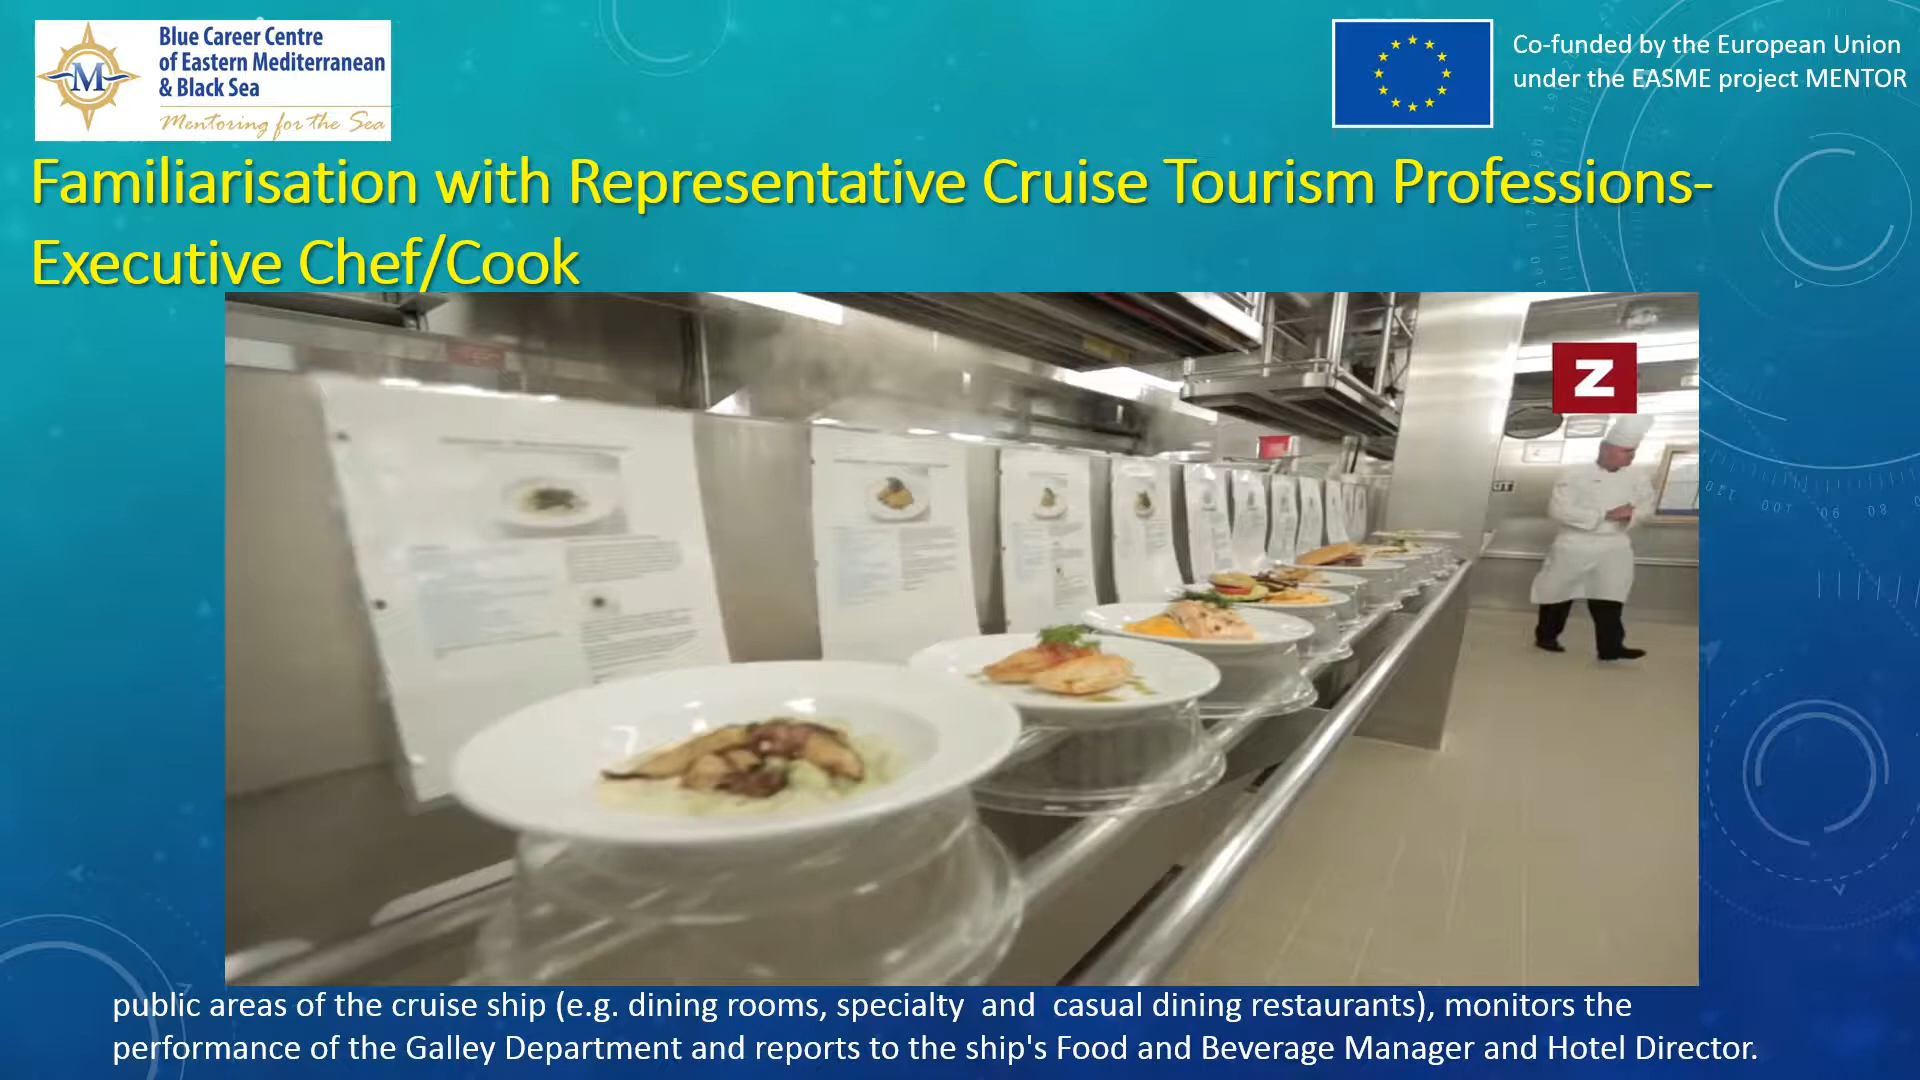 Blue Career Centre
of Eastern Mediterranean
& Black Sea
Mentoring for the Sea
M
Co-funded by the European Union
under the EASME project MENTOR
Familiarisation with Representative Cruise Tourism Professions-
Executive Chef/Cook
Z
public areas of the cruise ship (e.g. dining rooms, specialty and casual dining restaurants), monitors the
performance of the Galley Department and reports to the ship's Food and Beverage Manager and Hotel Director.